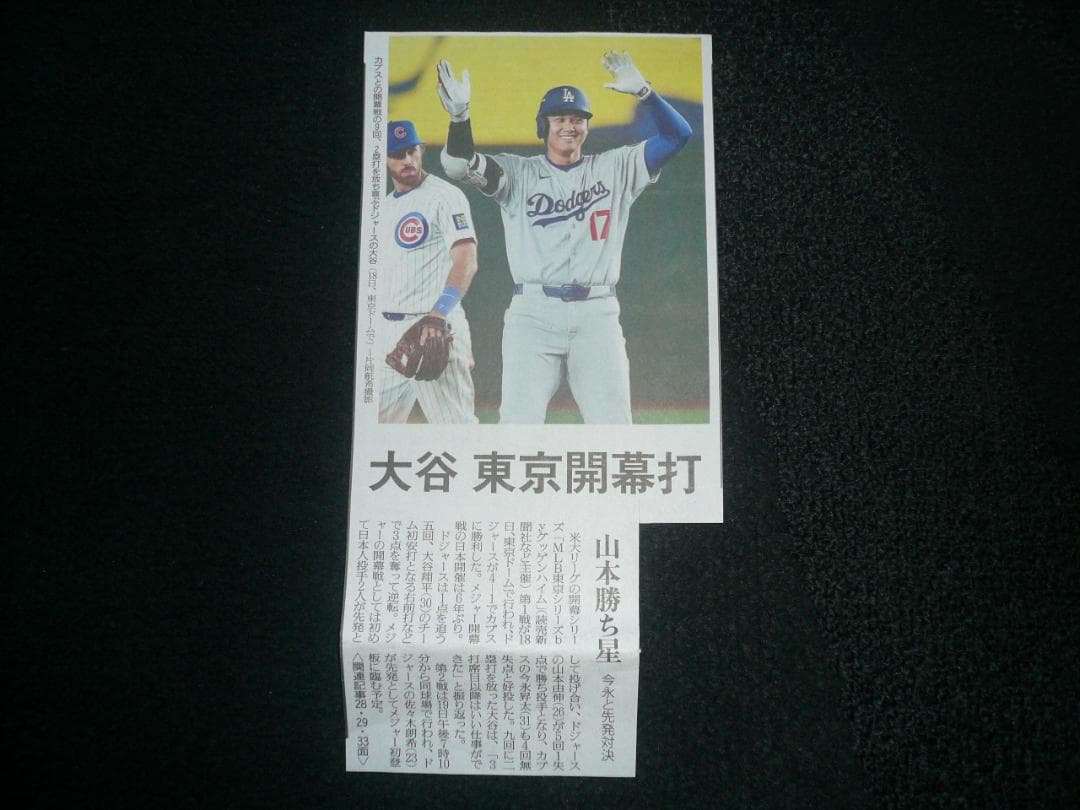 カブスとの開幕戦の9回、2塁打を放ち喜ぶドジャースの大谷(18日、東京ドームで)=片岡航希撮影
LA
Dodgers
17
C
CUBS
大谷 東京開幕打
山本勝ち星
今永と先発対決
米大リーグの開幕シリー
ズ「MLB東京シリーズb
yグッゲンハイム」(読売新
聞社など主催)第1戦が18
日、東京ドームで行われ、ド
ジャースが4―1でカブス
に勝利した。メジャー開幕
戦の日本開催は6年ぶり。
ドジャースは1点を追う
五回、大谷翔平(30)のチー
ム初安打となる右前打など
で3点を奪って逆転。メジ
ャーの開幕戦としては初め
て日本人投手2人が先発と
して投げ合い、ドジャース
の山本由伸(26)が5回1失
点で勝ち投手となり、カブ
スの今永昇太(31)も4回無
失点と好投した。九回に二
塁打を放った大谷は、「3
打席目以降はいい仕事がで
きた」と振り返った。
第2戦は19日午後7時10
分から同球場で行われ、ド
ジャースの佐々木朗希(23)
が先発としてメジャー初登
板に臨む予定。
〈関連記事28・29・33面〉